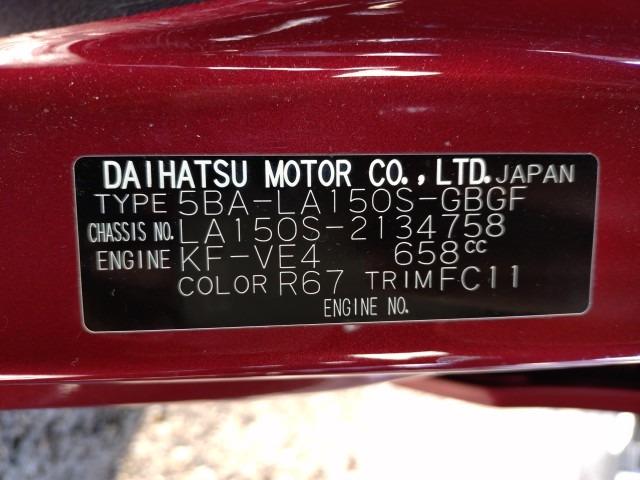 DAIHATSU MOTOR CO., LTD. JAPAN
TYPE 5BA-LA150S-GBGF
CHASSIS NO. LA150S-2134758
ENGINE KF-VE4 658cc
COLOR R67 TRIM FC11
ENGINE NO.